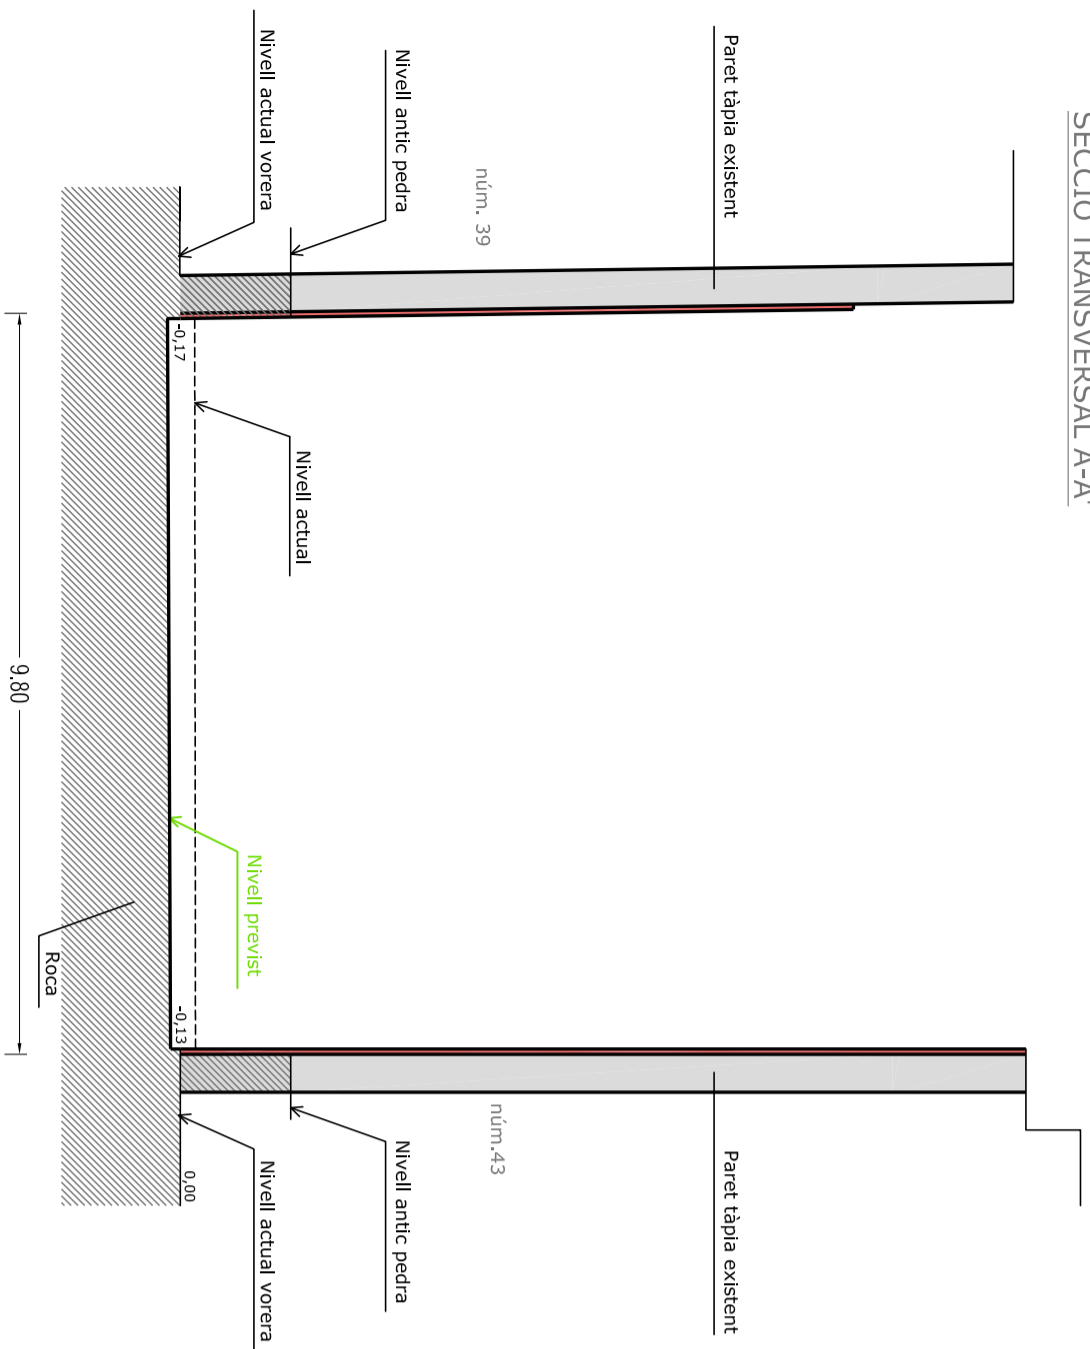 SECCIÓ TRANSVERSAL A-A'
Paret tàpia existent
Paret tàpia existent
núm. 39
núm.43
Nivell antic pedra
Nivell antic pedra
Nivell actual
Nivell actual vorera
Nivell previst
Nivell actual vorera
-0,17
-0,13
0,00
Roca
9.80